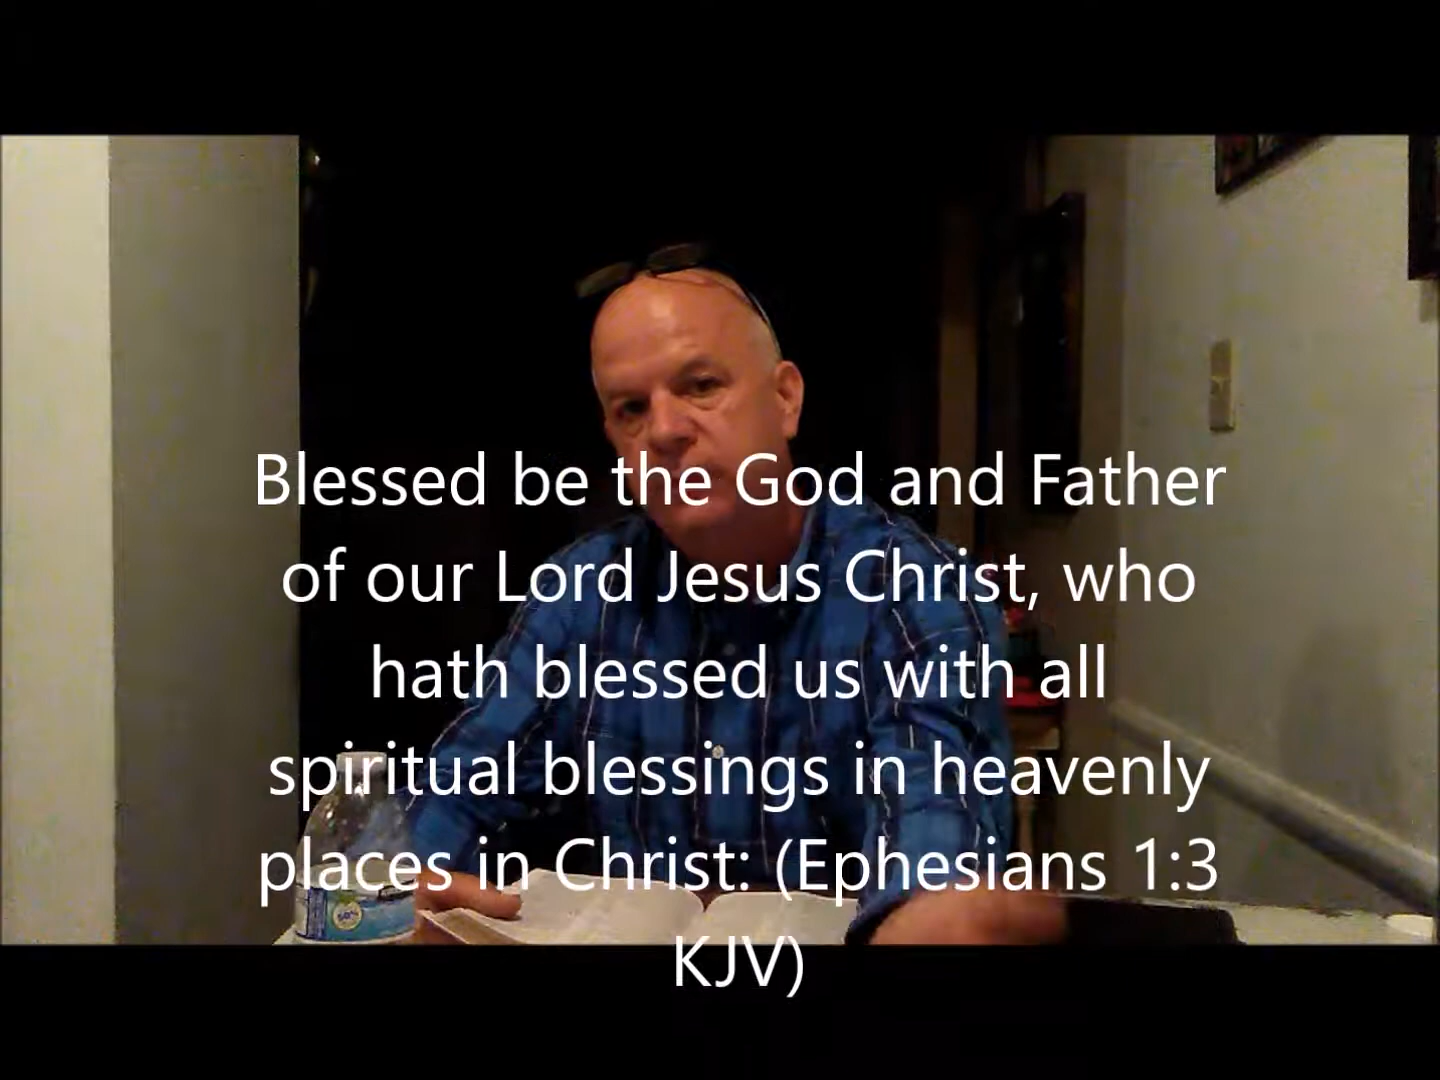 Blessed be the God and Father
of our Lord Jesus Christ, who
hath blessed us with all
spiritual blessings in heavenly
places in Christ: (Ephesians 1:3
KJV)